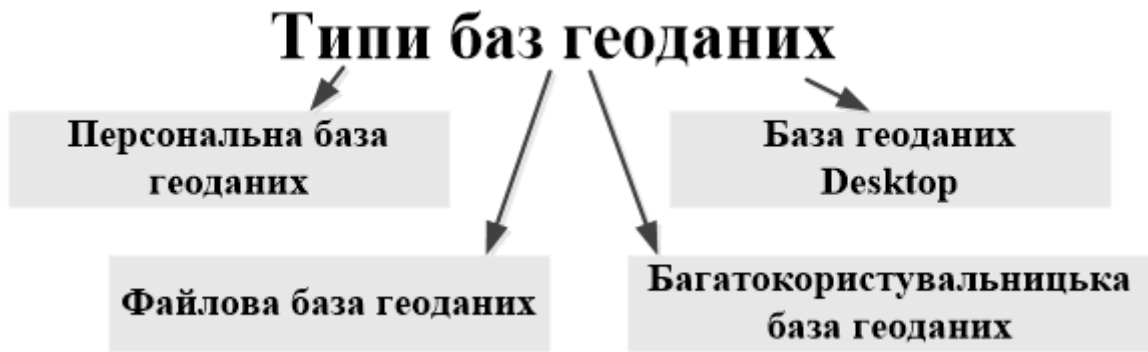 Типи баз геоданих
Персональна база
геоданих
База геоданих
Desktop
Файлова база геоданих
Багатокористувальницька
база геоданих